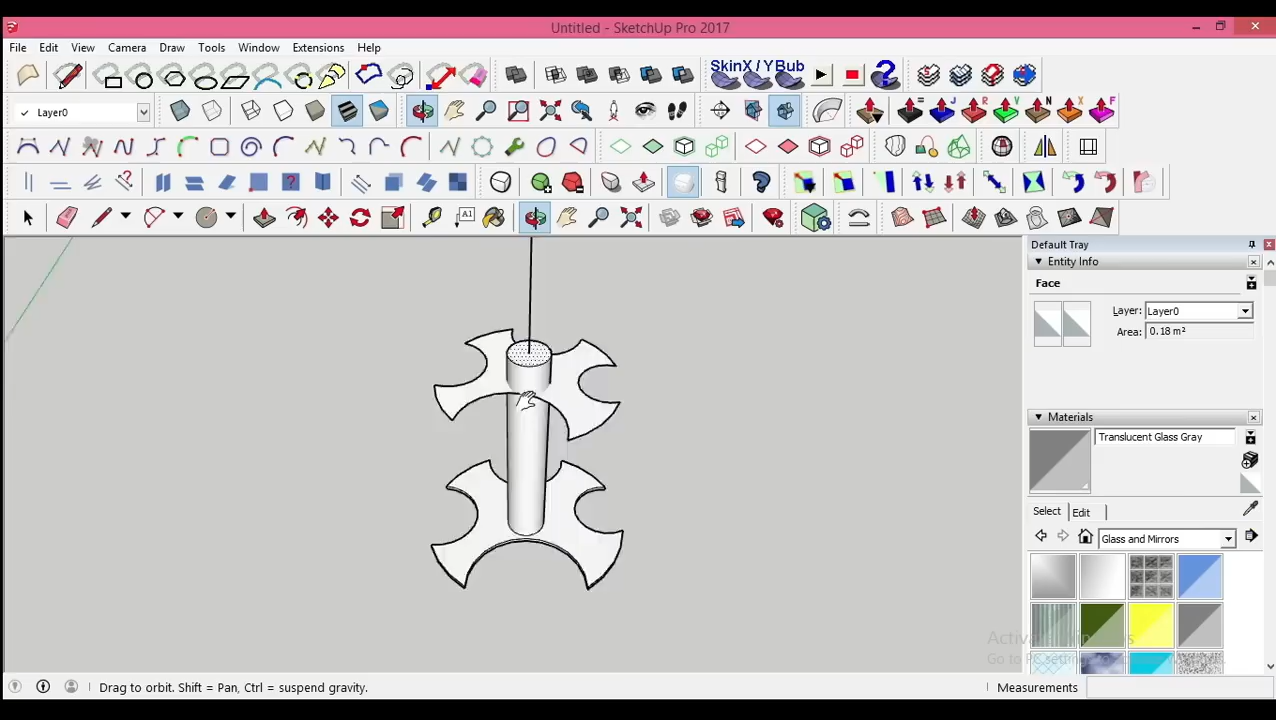 Untitled - SketchUp Pro 2017
File Edit View Camera Draw Tools Window Extensions Help
SkinX / YBub
Layer0
= J R V N X F
A1
Default Tray
Entity Info
Face
Layer: Layer0
Area: 0.18 m²
Materials
Translucent Glass Gray
Select Edit
Glass and Mirrors
Drag to orbit. Shift = Pan, Ctrl = suspend gravity.
Measurements